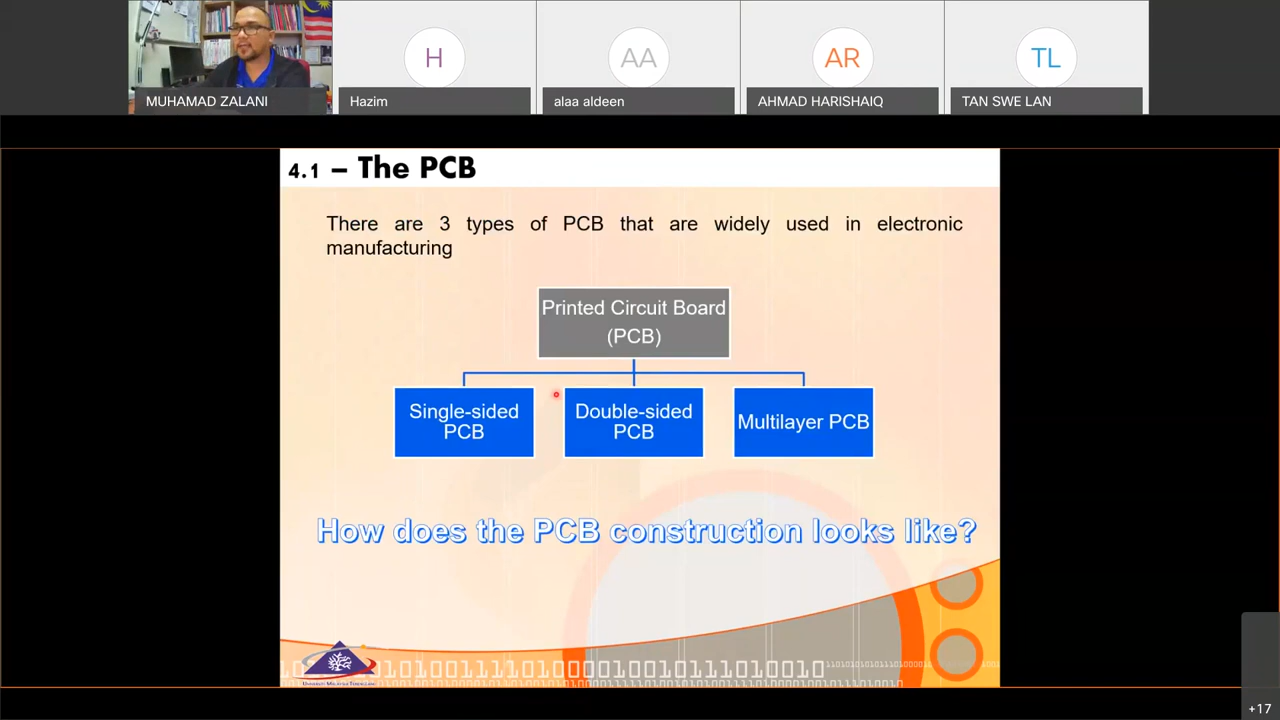 H
AA
AR
TL
MUHAMAD ZALANI
Hazim
alaa aldeen
AHMAD HARISHAIQ
TAN SWE LAN
4.1 – The PCB
There are 3 types of PCB that are widely used in electronic
manufacturing
Printed Circuit Board
(PCB)
Single-sided
PCB
Double-sided
PCB
Multilayer PCB
How does the PCB construction looks like?
+17